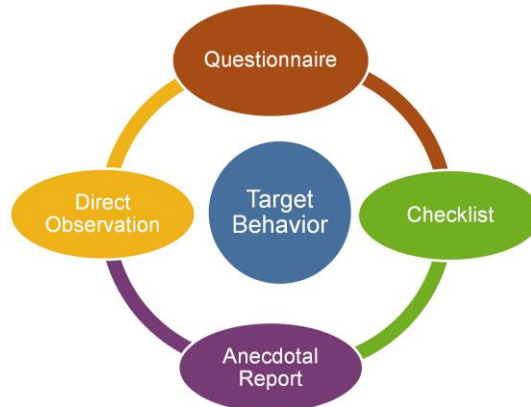 Questionnaire
Direct
Observation
Target
Behavior
Checklist
Anecdotal
Report